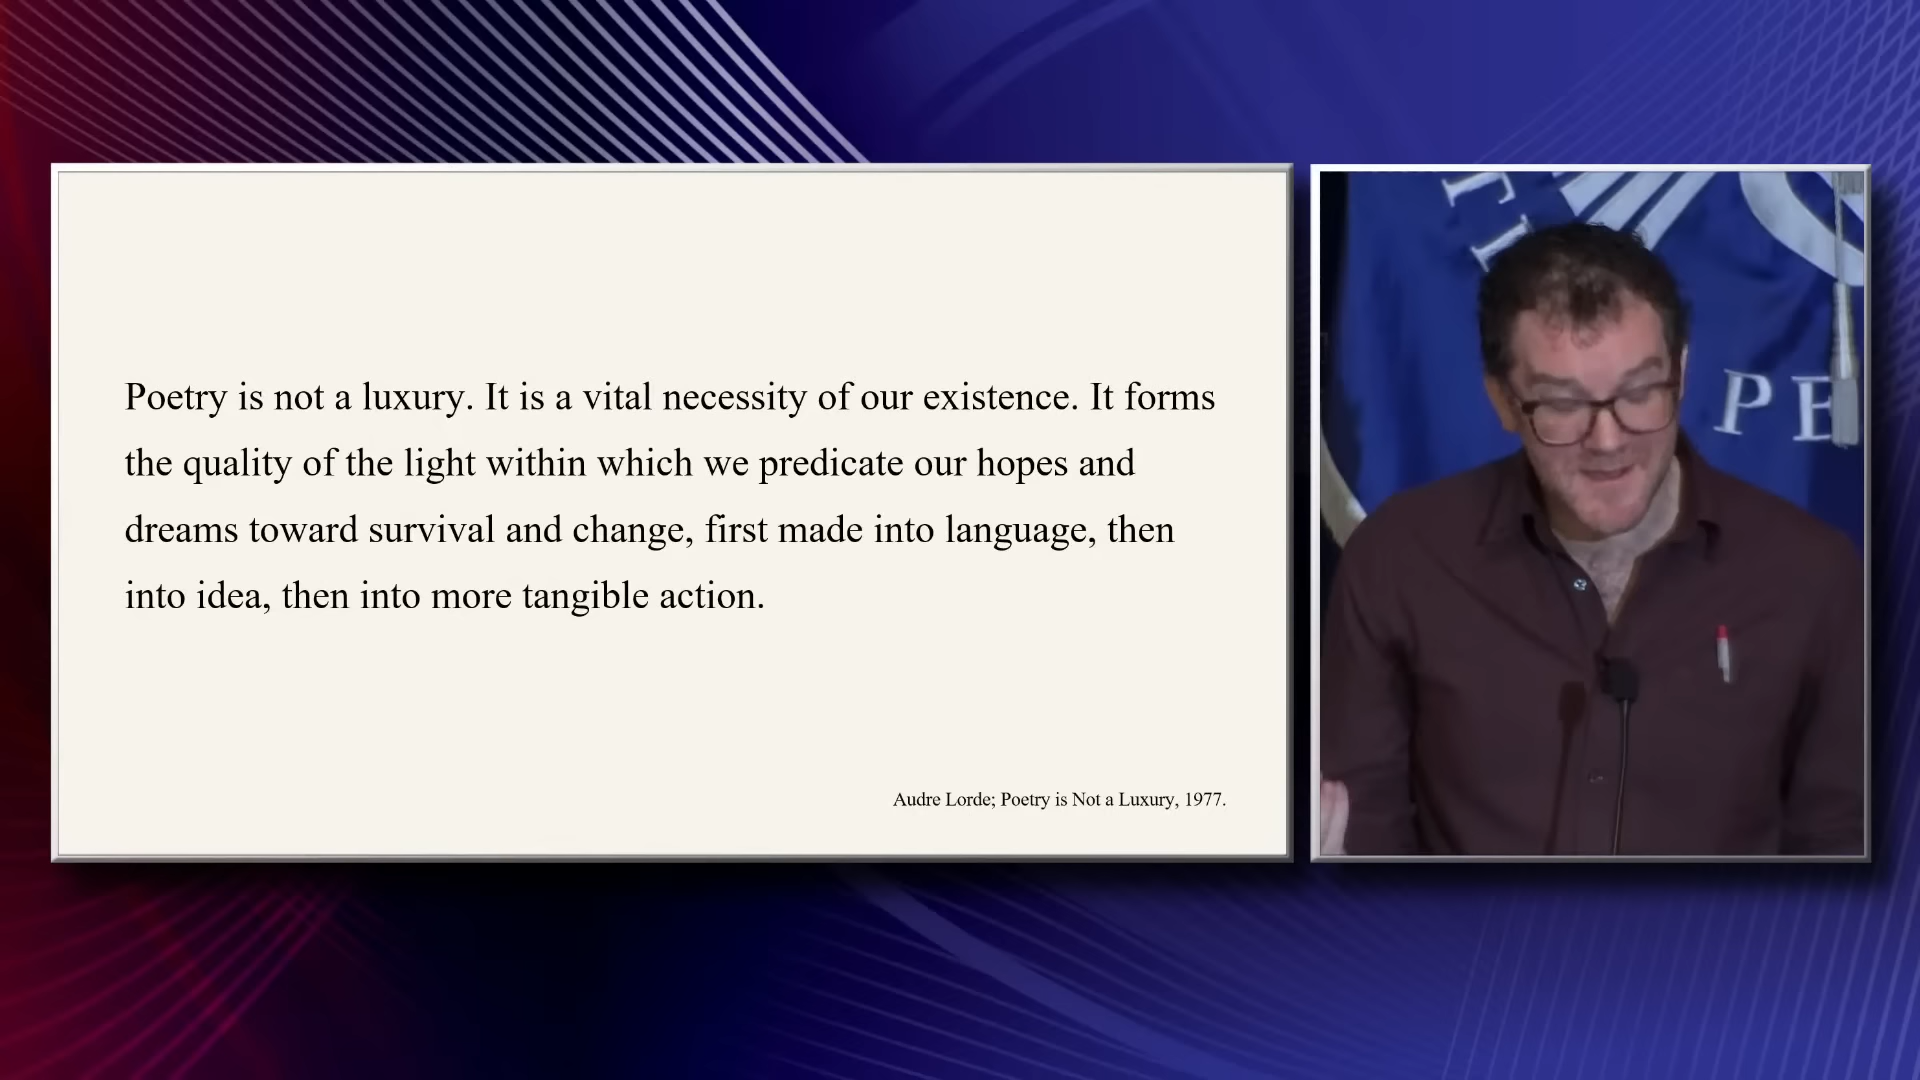 Poetry is not a luxury. It is a vital necessity of our existence. It forms
the quality of the light within which we predicate our hopes and
dreams toward survival and change, first made into language, then
into idea, then into more tangible action.
Audre Lorde; Poetry is Not a Luxury, 1977.
PE